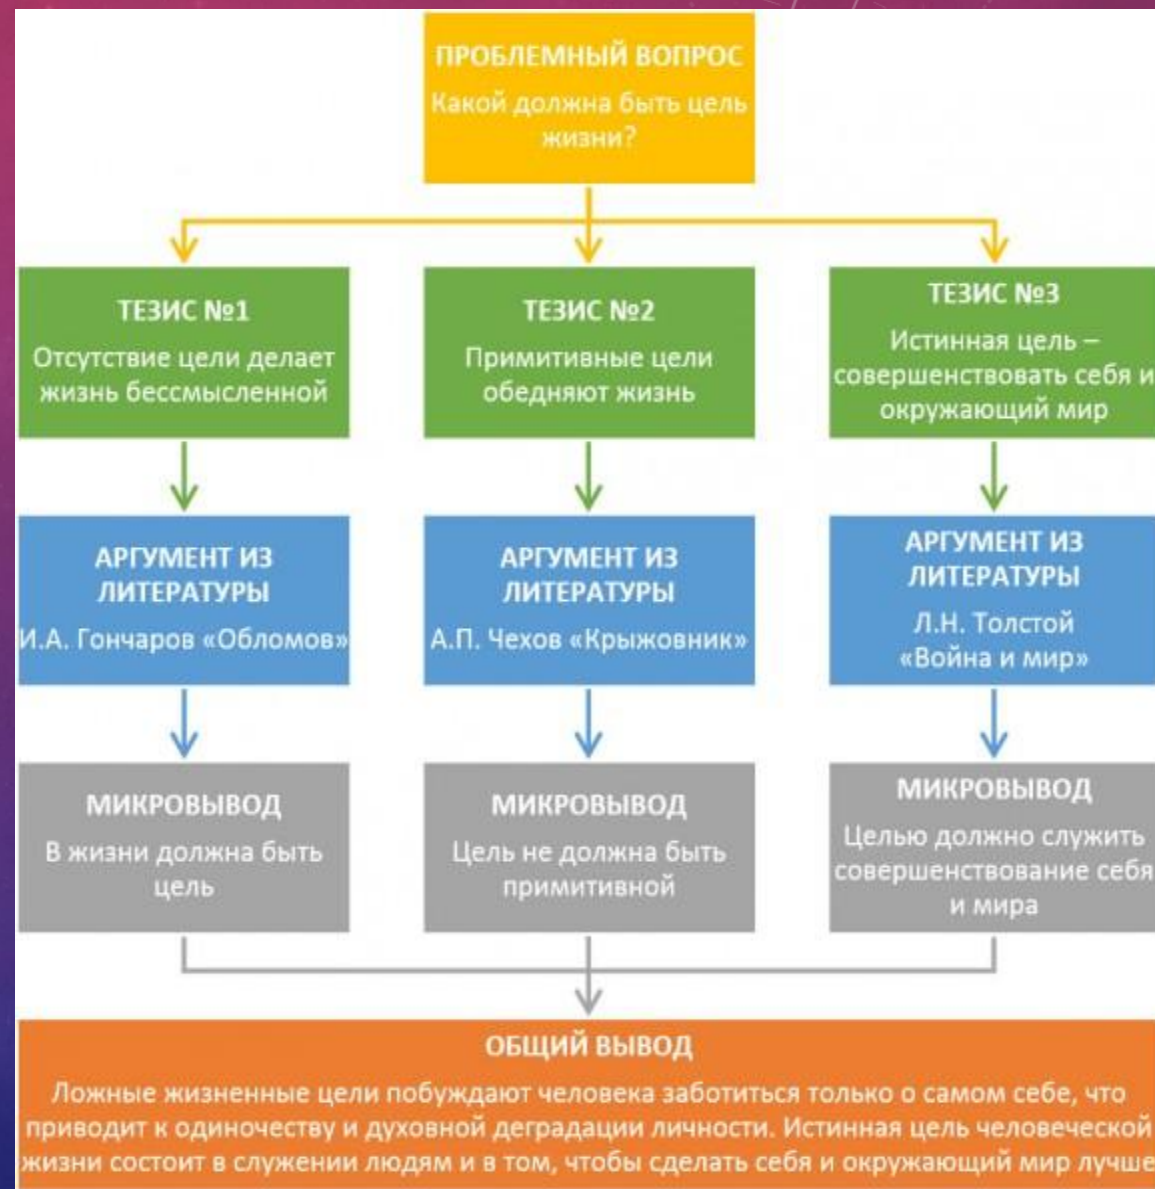 ПРОБЛЕМНЫЙ ВОПРОС
Какой должна быть цель
жизни?
ТЕЗИС №1
Отсутствие цели делает
жизнь бессмысленной
ТЕЗИС №2
Примитивные цели
обедняют жизнь
ТЕЗИС №3
Истинная цель –
совершенствовать себя и
окружающий мир
АРГУМЕНТ ИЗ
ЛИТЕРАТУРЫ
И.А. Гончаров «Обломов»
АРГУМЕНТ ИЗ
ЛИТЕРАТУРЫ
А.П. Чехов «Крыжовник»
АРГУМЕНТ ИЗ
ЛИТЕРАТУРЫ
Л.Н. Толстой
«Война и мир»
МИКРОВЫВОД
В жизни должна быть
цель
МИКРОВЫВОД
Цель не должна быть
примитивной
МИКРОВЫВОД
Целью должно служить
совершенствование себя
и мира
ОБЩИЙ ВЫВОД
Ложные жизненные цели побуждают человека заботиться только о самом себе, что
приводит к одиночеству и духовной деградации личности. Истинная цель человеческой
жизни состоит в служении людям и в том, чтобы сделать себя и окружающий мир лучше